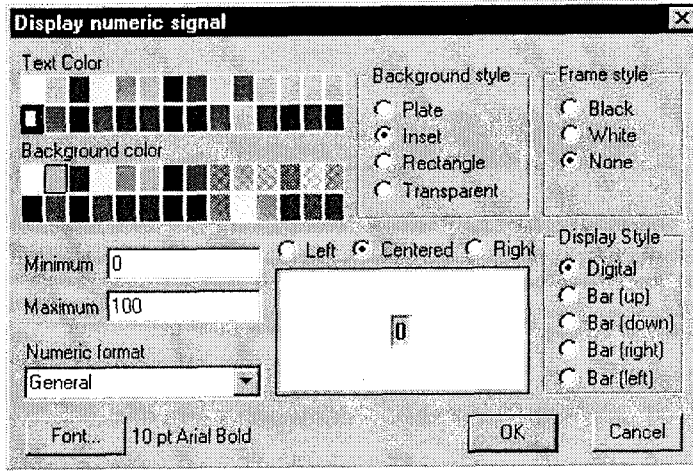 Display numeric signal
Text Color
Background color
Background style
Plate
Inset
Rectangle
Transparent
Frame style
Black
White
None
Minimum 0
Maximum 100
Numeric format
General
Left Centered Right
0
Display Style
Digital
Bar (up)
Bar (down)
Bar (right)
Bar (left)
Font... 10 pt Arial Bold
OK
Cancel